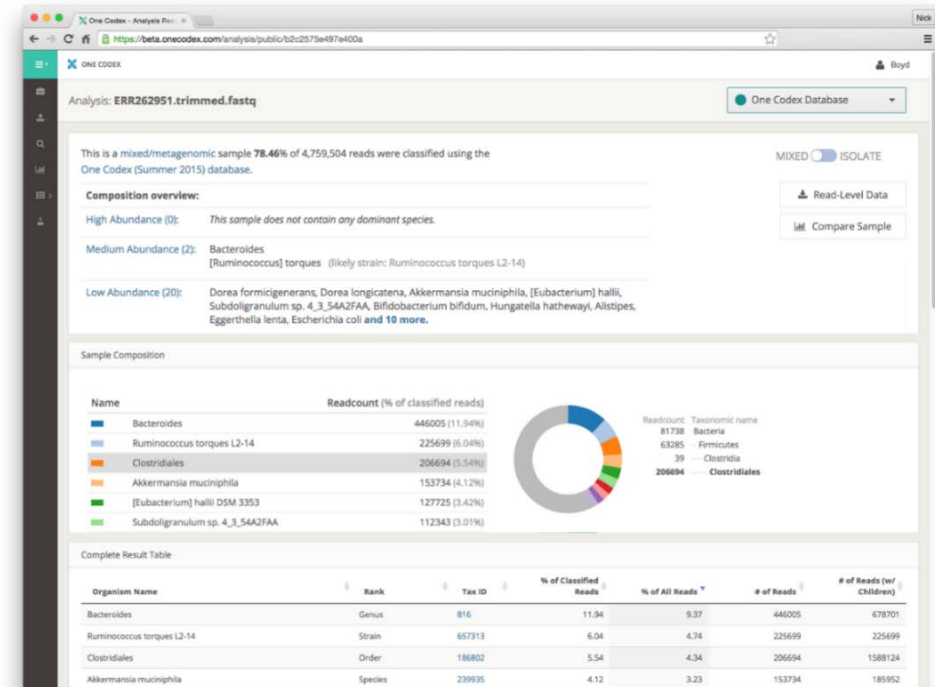 One Codex - Analysis Res
Nick
https://beta.onecodex.com/analysis/public/b2c2575e497e400a
ONE CODEX
Boyd
Analysis: ERR262951.trimmed.fastq
One Codex Database
This is a mixed/metagenomic sample 78.46% of 4,759,504 reads were classified using the
One Codex (Summer 2015) database.
MIXED ISOLATE
Composition overview:
Read-Level Data
High Abundance (0): This sample does not contain any dominant species.
Compare Sample
Medium Abundance (2): Bacteroides
[Ruminococcus] torques (likely strain: Ruminococcus torques L2-14)
Low Abundance (20): Dorea formicigenerans, Dorea longicatena, Akkermansia muciniphila, [Eubacterium] hallii,
Subdoligranulum sp. 4_3_54A2FAA, Bifidobacterium bifidum, Hungatella hathewayi, Alistipes,
Eggerthella lenta, Escherichia coli and 10 more.
Sample Composition
Name Readcount (% of classified reads)
Bacteroides 446005 (11.94%)
Ruminococcus torques L2-14 225699 (6.04%)
Clostridiales 206694 (5.54%)
Akkermansia muciniphila 153734 (4.12%)
[Eubacterium] hallii DSM 3353 127725 (3.42%)
Subdoligranulum sp. 4_3_54A2FAA 112343 (3.01%)
Readcount Taxonomic name
81738 Bacteria
63285 Firmicutes
39 Clostridia
206694 Clostridiales
Complete Result Table
Organism Name Rank Tax ID % of Classified Reads % of All Reads # of Reads # of Reads (w/ Children)
Bacteroides Genus 816 11.94 9.37 446005 678701
Ruminococcus torques L2-14 Strain 657313 6.04 4.74 225699 225699
Clostridiales Order 186802 5.54 4.34 206694 1588124
Akkermansia muciniphila Species 239935 4.12 3.23 153734 185952